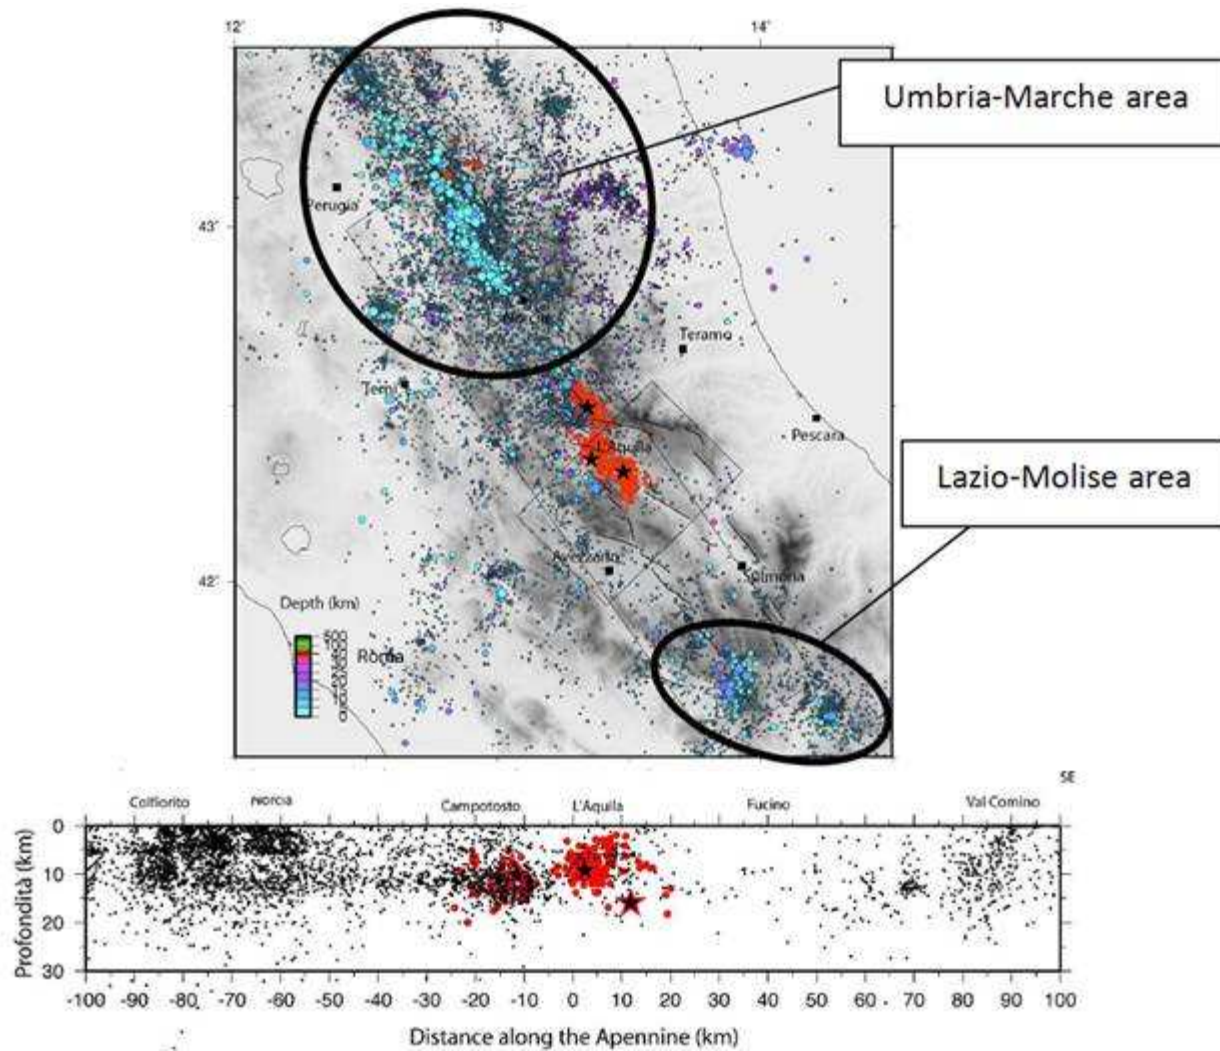 12° 13° 14°
Umbria-Marche area
Perugia
43°
Teramo
Terni
Pescara
L'Aquila
Lazio-Molise area
Avezzano
Sulmona
42°
Depth (km)
Roma
0
SE
Colfiorito Norcia Campotosto L'Aquila Fucino Val Comino
Profondità (km)
0
10
20
30
-100 -90 -80 -70 -60 -50 -40 -30 -20 -10 0 10 20 30 40 50 60 70 80 90 100
Distance along the Apennine (km)